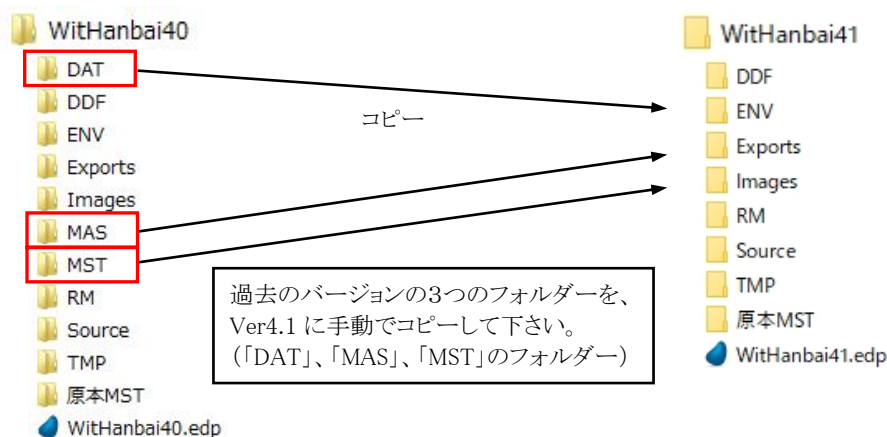 WitHanbai40
DAT
DDF
ENV
Exports
Images
MAS
MST
RM
Source
TMP
原本MST
WitHanbai40.edp
コピー
過去のバージョンの3つのフォルダーを、
Ver4.1 に手動でコピーして下さい。
(「DAT」、「MAS」、「MST」のフォルダー)
WitHanbai41
DDF
ENV
Exports
Images
RM
Source
TMP
原本MST
WitHanbai41.edp